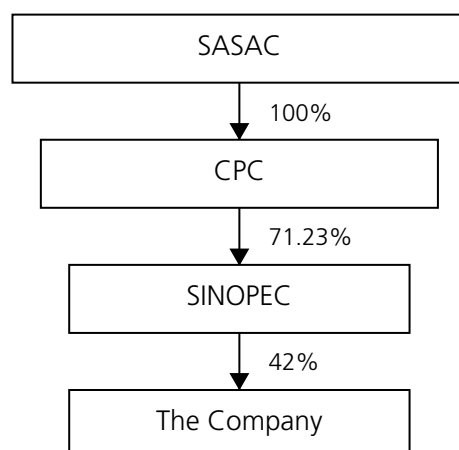 SASAC
100%
CPC
71.23%
SINOPEC
42%
The Company